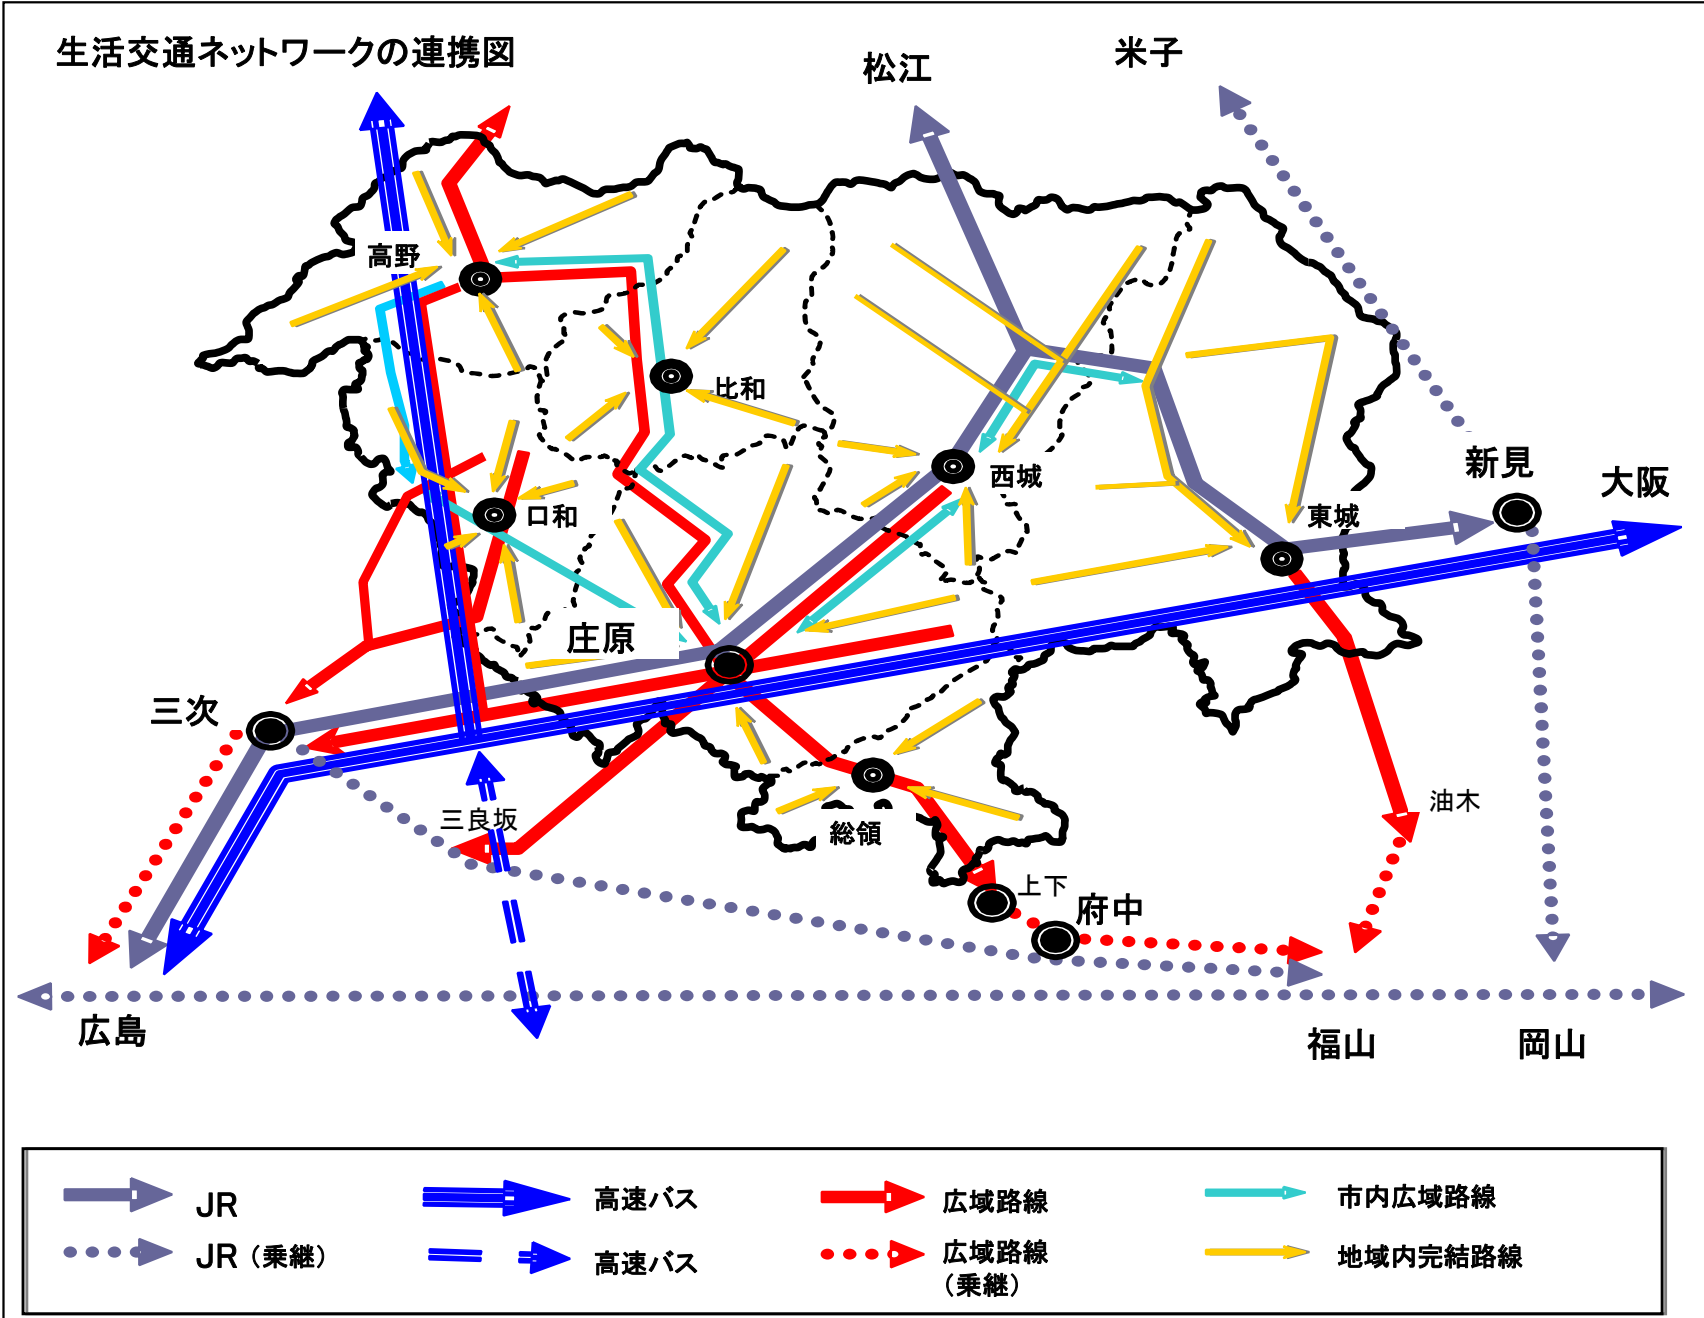 生活交通ネットワークの連携図
松江
米子
高野
比和
西城
口和
東城
新見
大阪
庄原
三次
三良坂
総領
上下
府中
油木
広島
福山
岡山
JR
高速バス
広域路線
市内広域路線
JR（乗継）
高速バス
広域路線
（乗継）
地域内完結路線